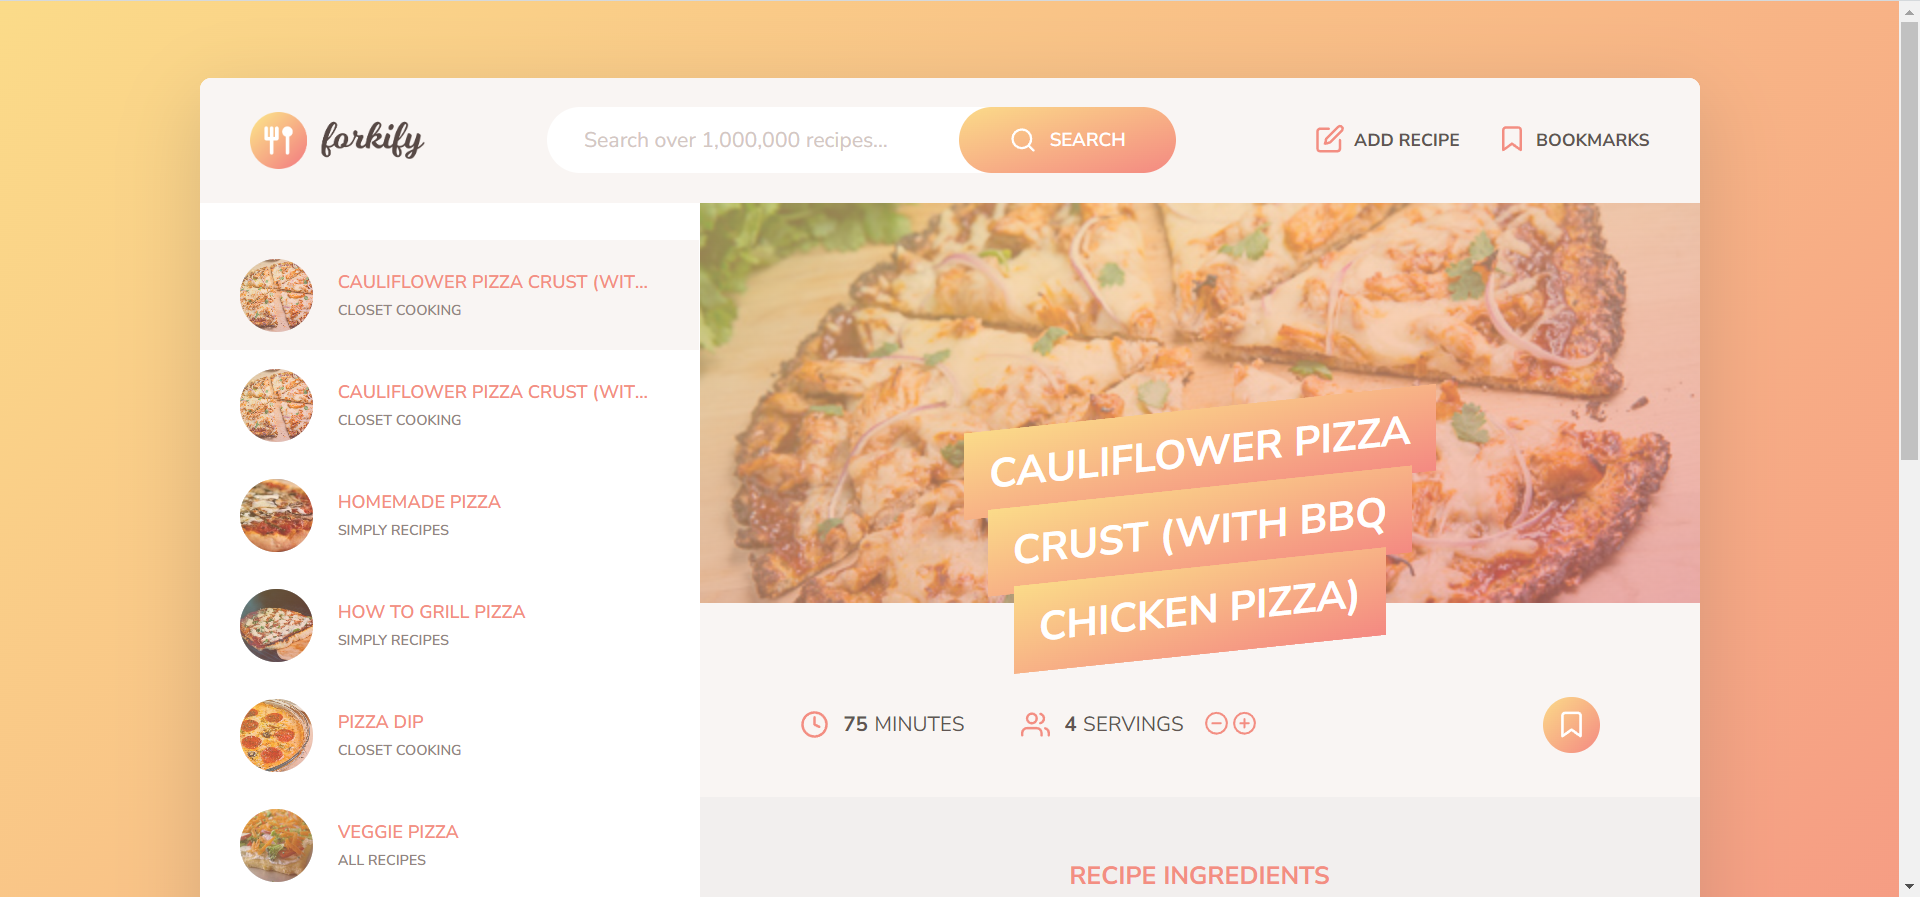 forkify
Search over 1,000,000 recipes...
SEARCH
ADD RECIPE
BOOKMARKS
CAULIFLOWER PIZZA CRUST (WIT...
CLOSET COOKING
CAULIFLOWER PIZZA CRUST (WIT...
CLOSET COOKING
HOMEMADE PIZZA
SIMPLY RECIPES
HOW TO GRILL PIZZA
SIMPLY RECIPES
PIZZA DIP
CLOSET COOKING
VEGGIE PIZZA
ALL RECIPES
CAULIFLOWER PIZZA
CRUST (WITH BBQ
CHICKEN PIZZA)
75 MINUTES
4 SERVINGS
RECIPE INGREDIENTS